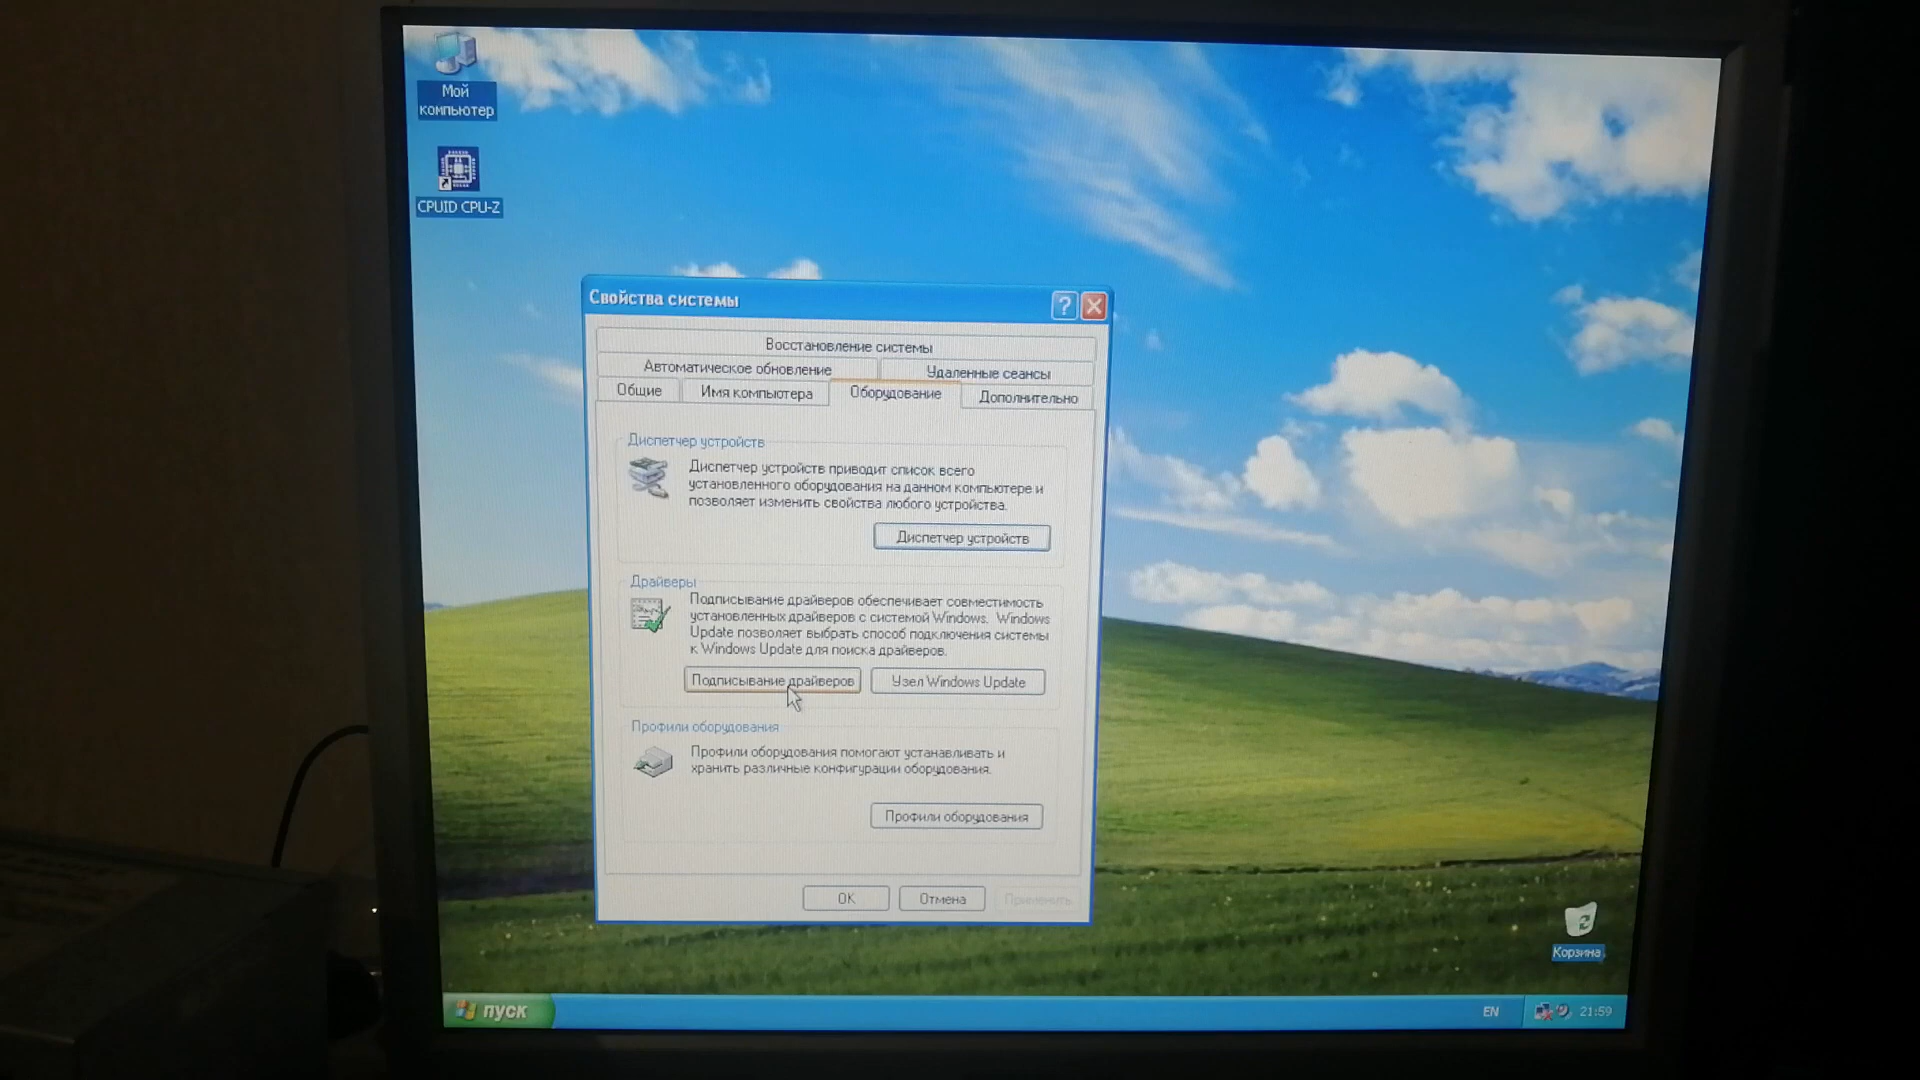 Мой
компьютер
CPUID CPU-Z
Свойства системы
Восстановление системы
Автоматическое обновление
Удаленные сеансы
Общие
Имя компьютера
Оборудование
Дополнительно
Диспетчер устройств
Диспетчер устройств приводит список всего
установленного оборудования на данном компьютере и
позволяет изменить свойства любого устройства.
Диспетчер устройств
Драйверы
Подписывание драйверов обеспечивает совместимость
установленных драйверов с системой Windows. Windows
Update позволяет выбрать способ подключения системы
к Windows Update для поиска драйверов.
Подписывание драйверов
Узел Windows Update
Профили оборудования
Профили оборудования помогают устанавливать и
хранить различные конфигурации оборудования.
Профили оборудования
ОК
Отмена
Применить
Корзина
пуск
EN
21:59